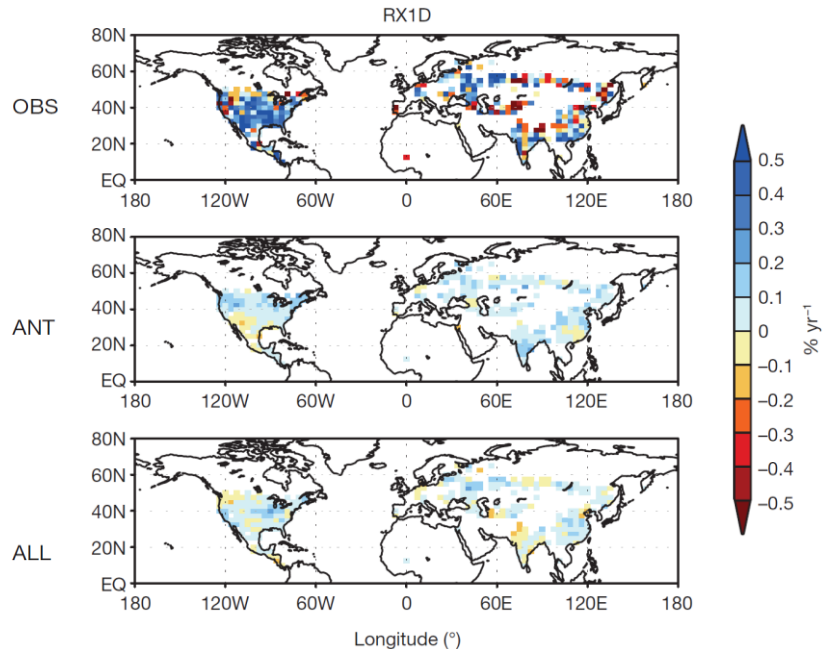 RX1D
OBS
80N
60N
40N
20N
EQ
180 120W 60W 0 60E 120E 180
ANT
80N
60N
40N
20N
EQ
180 120W 60W 0 60E 120E 180
ALL
80N
60N
40N
20N
EQ
180 120W 60W 0 60E 120E 180
Longitude (°)
0.5
0.4
0.3
0.2
0.1
0
−0.1
−0.2
−0.3
−0.4
−0.5
% yr⁻¹